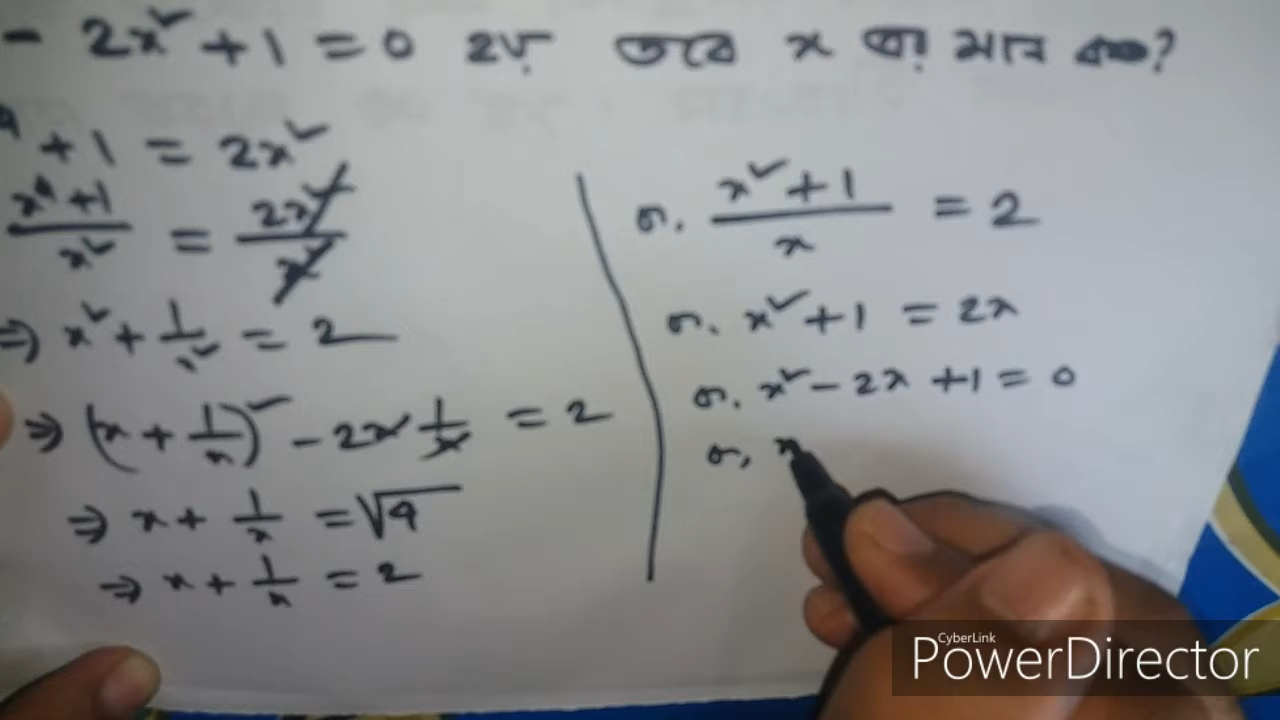 - 2x² + 1 = 0 হয় তবে x এর মান কত?
⁴ + 1 = 2x²
x⁴+1 / x² = 2x² / x²
⇒ x² + 1/x² = 2
⇒ (x + 1/x)² - 2x 1/x = 2
⇒ x + 1/x = √4
⇒ x + 1/x = 2
বা, x² + 1 / x = 2
বা, x² + 1 = 2x
বা, x² - 2x + 1 = 0
বা, x
CyberLink
PowerDirector